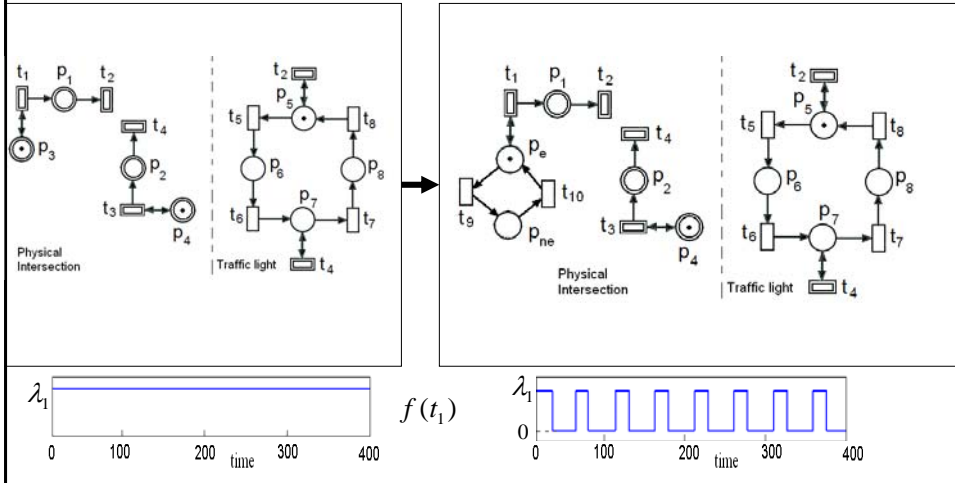 t1 p1 t2
p3
t4
p2
t3
p4
Physical
Intersection
t2
p5
t5 t8
p6 p8
p7
t6 t7
t4
Traffic light
t1 p1 t2
pe
t4
p2
t9 t10
pne
t3
p4
Physical
Intersection
t2
p5
t5 t8
p6 p8
p7
t6 t7
t4
Traffic light
λ1
0 100 200 300 400
time
f(t1)
λ1
0
0 100 200 300 400
time